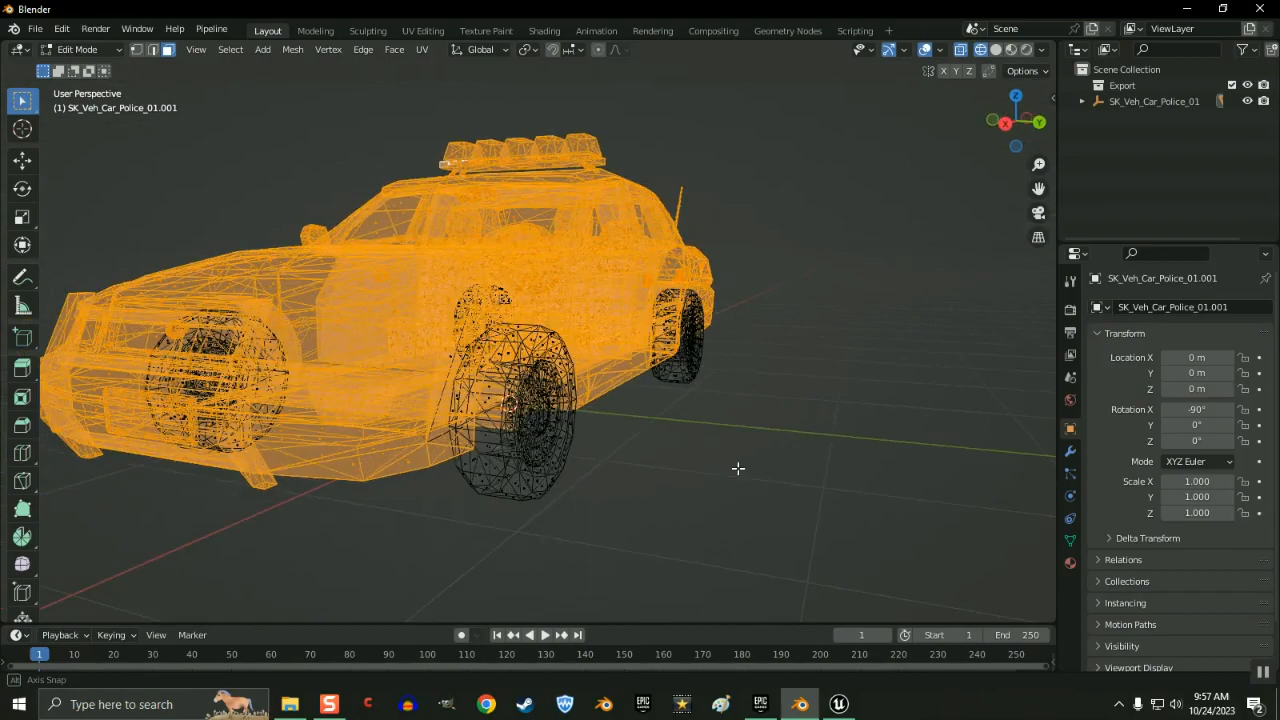 Blender
File Edit Render Window Help Pipeline
Layout Modeling Sculpting UV Editing Texture Paint Shading Animation Rendering Compositing Geometry Nodes Scripting +
Scene
ViewLayer
Edit Mode
View Select Add Mesh Vertex Edge Face UV
Global
X Y Z
Options
User Perspective
(1) SK_Veh_Car_Police_01.001
Z
X
Y
Scene Collection
Export
SK_Veh_Car_Police_01
SK_Veh_Car_Police_01.001
SK_Veh_Car_Police_01.001
Transform
Location X 0 m
Y 0 m
Z 0 m
Rotation X -90°
Y 0°
Z 0°
Mode XYZ Euler
Scale X 1.000
Y 1.000
Z 1.000
Delta Transform
Relations
Collections
Instancing
Motion Paths
Visibility
Viewport Display
Playback Keying View Marker
1
Start 1 End 250
1 10 20 30 40 50 60 70 80 90 100 110 120 130 140 150 160 170 180 190 200 210 220 230 240 250
Alt Axis Snap
Type here to search
EPIC GAMES
EPIC GAMES
9:57 AM
10/24/2023
2